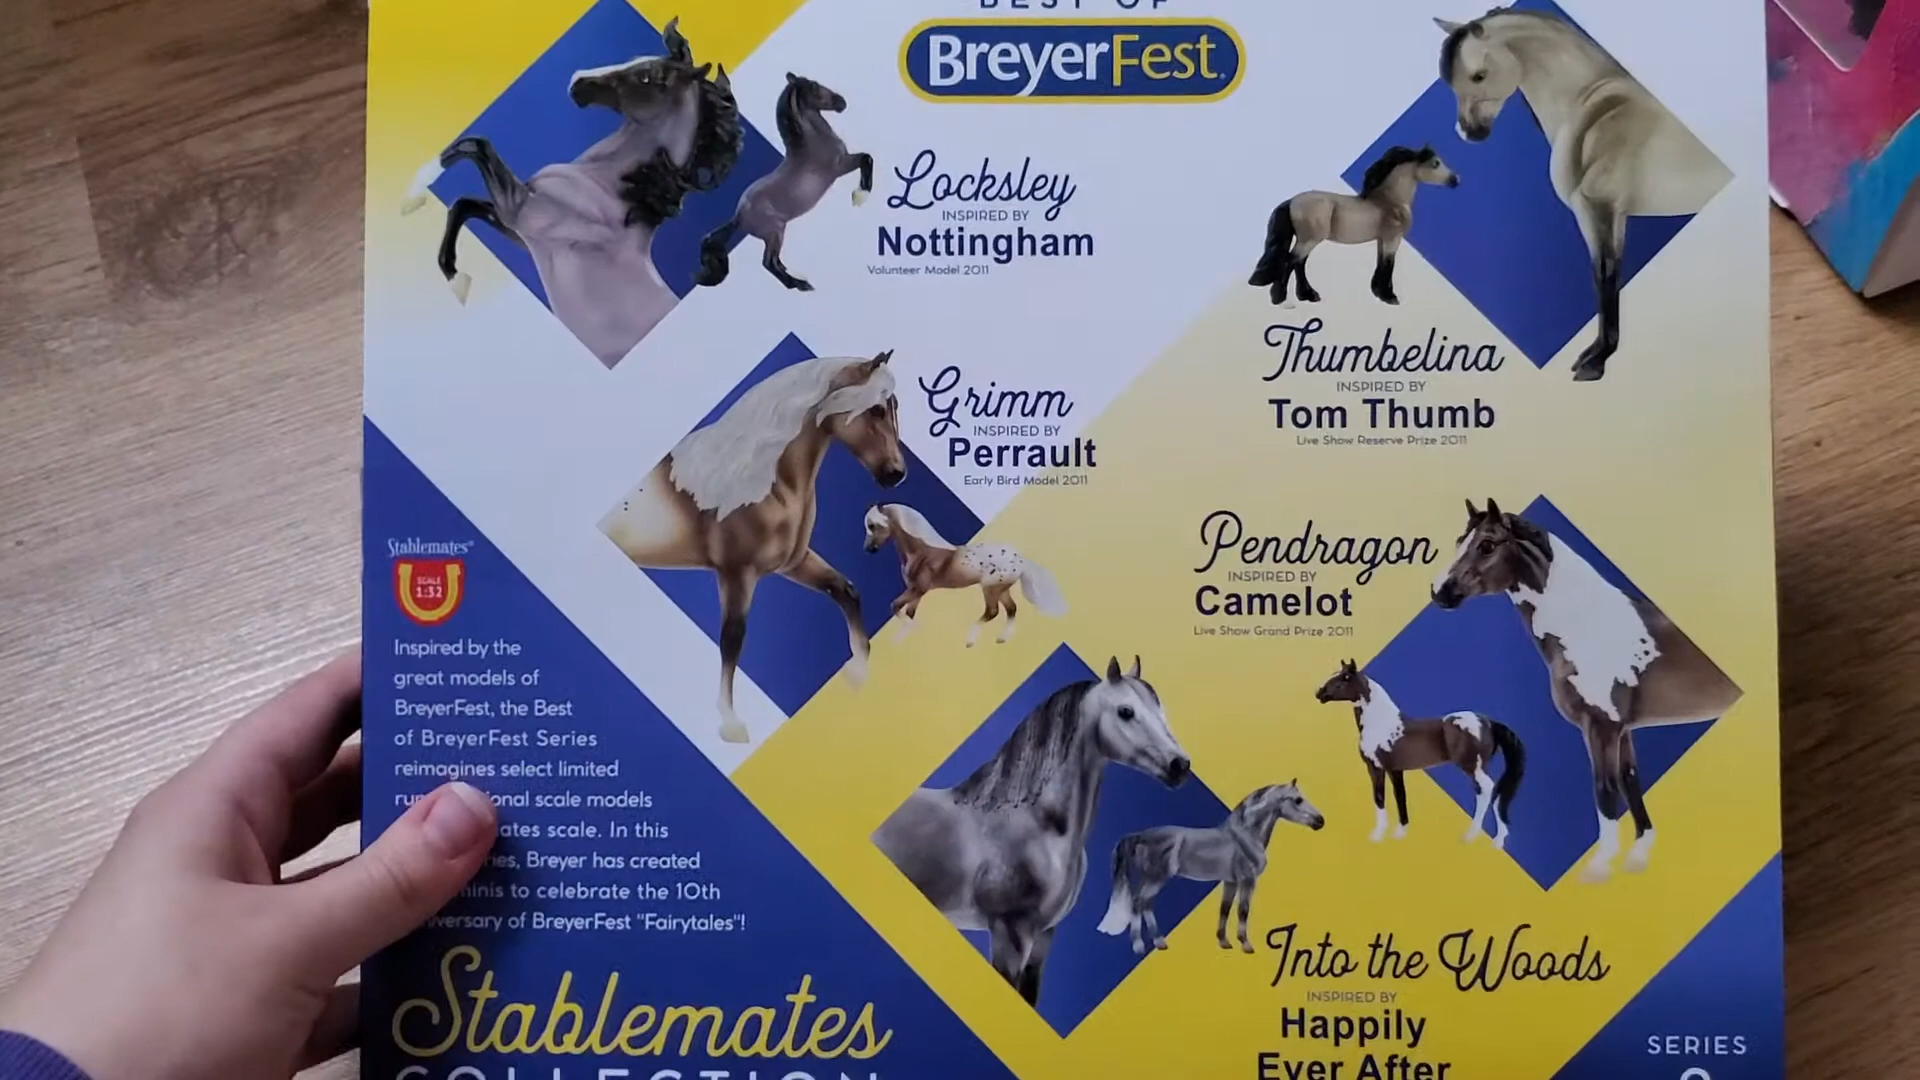 BEST OF
BreyerFest
Locksley
INSPIRED BY
Nottingham
Volunteer Model 2011
Thumbelina
INSPIRED BY
Tom Thumb
Live Show Reserve Prize 2011
Grimm
INSPIRED BY
Perrault
Early Bird Model 2011
Pendragon
INSPIRED BY
Camelot
Live Show Grand Prize 2011
Stablemates
SCALE
1:32
Inspired by the
great models of
BreyerFest, the Best
of BreyerFest Series
reimagines select limited
scale models
scale. In this
Breyer has created
minis to celebrate the 10th
of BreyerFest "Fairytales"!
Into the Woods
INSPIRED BY
Happily
Ever After
Stablemates
COLLECTION
SERIES